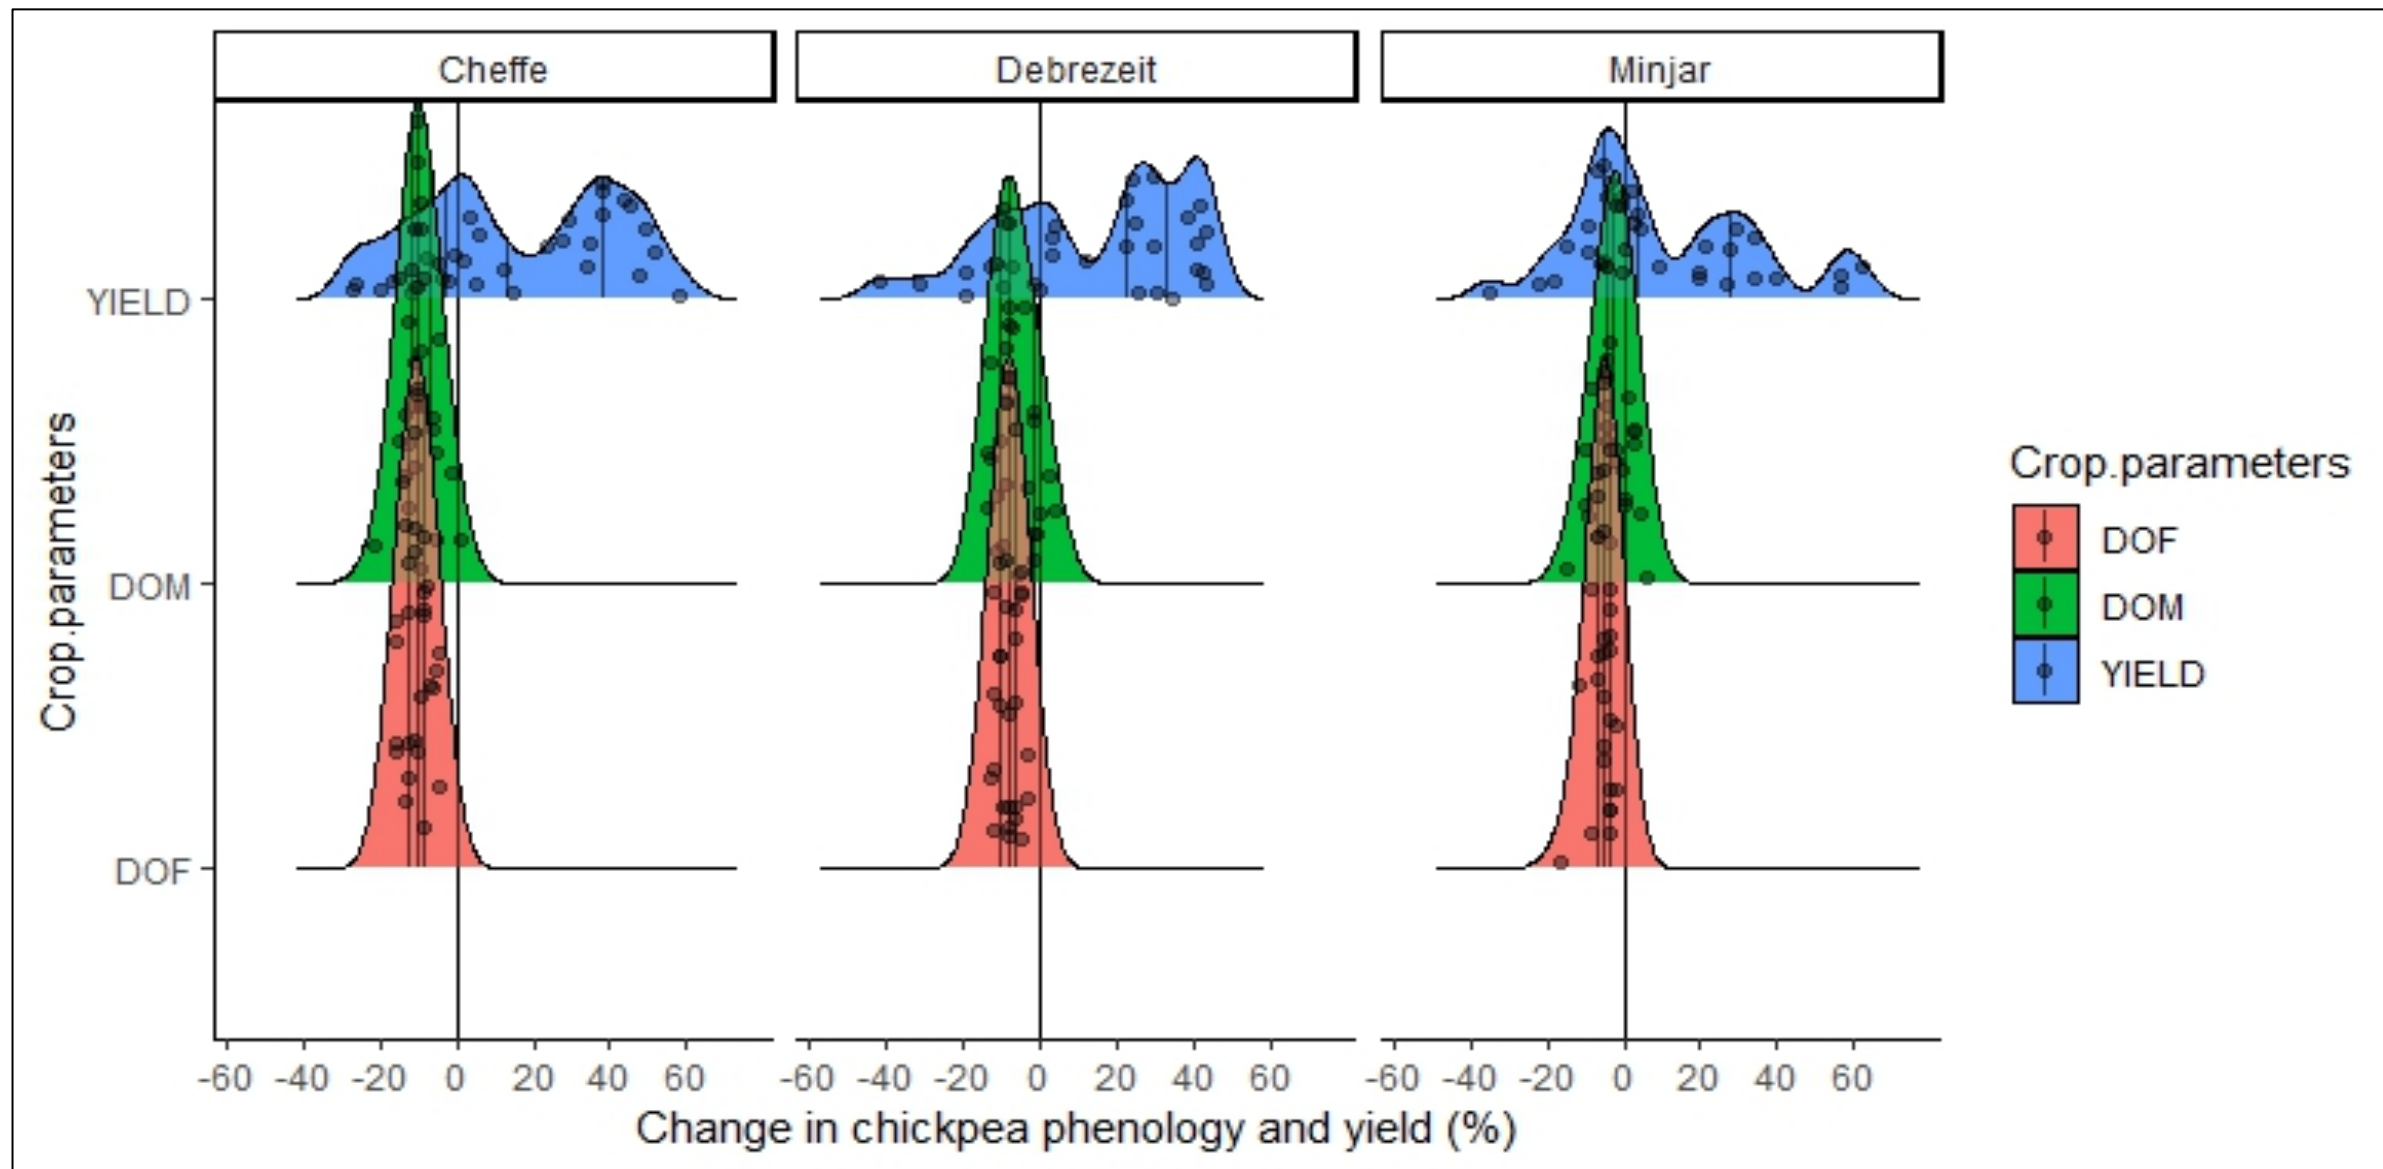 Cheffe Debrezeit Minjar
YIELD
DOM
DOF
Crop.parameters
-60 -40 -20 0 20 40 60 -60 -40 -20 0 20 40 60 -60 -40 -20 0 20 40 60
Change in chickpea phenology and yield (%)
Crop.parameters
DOF
DOM
YIELD